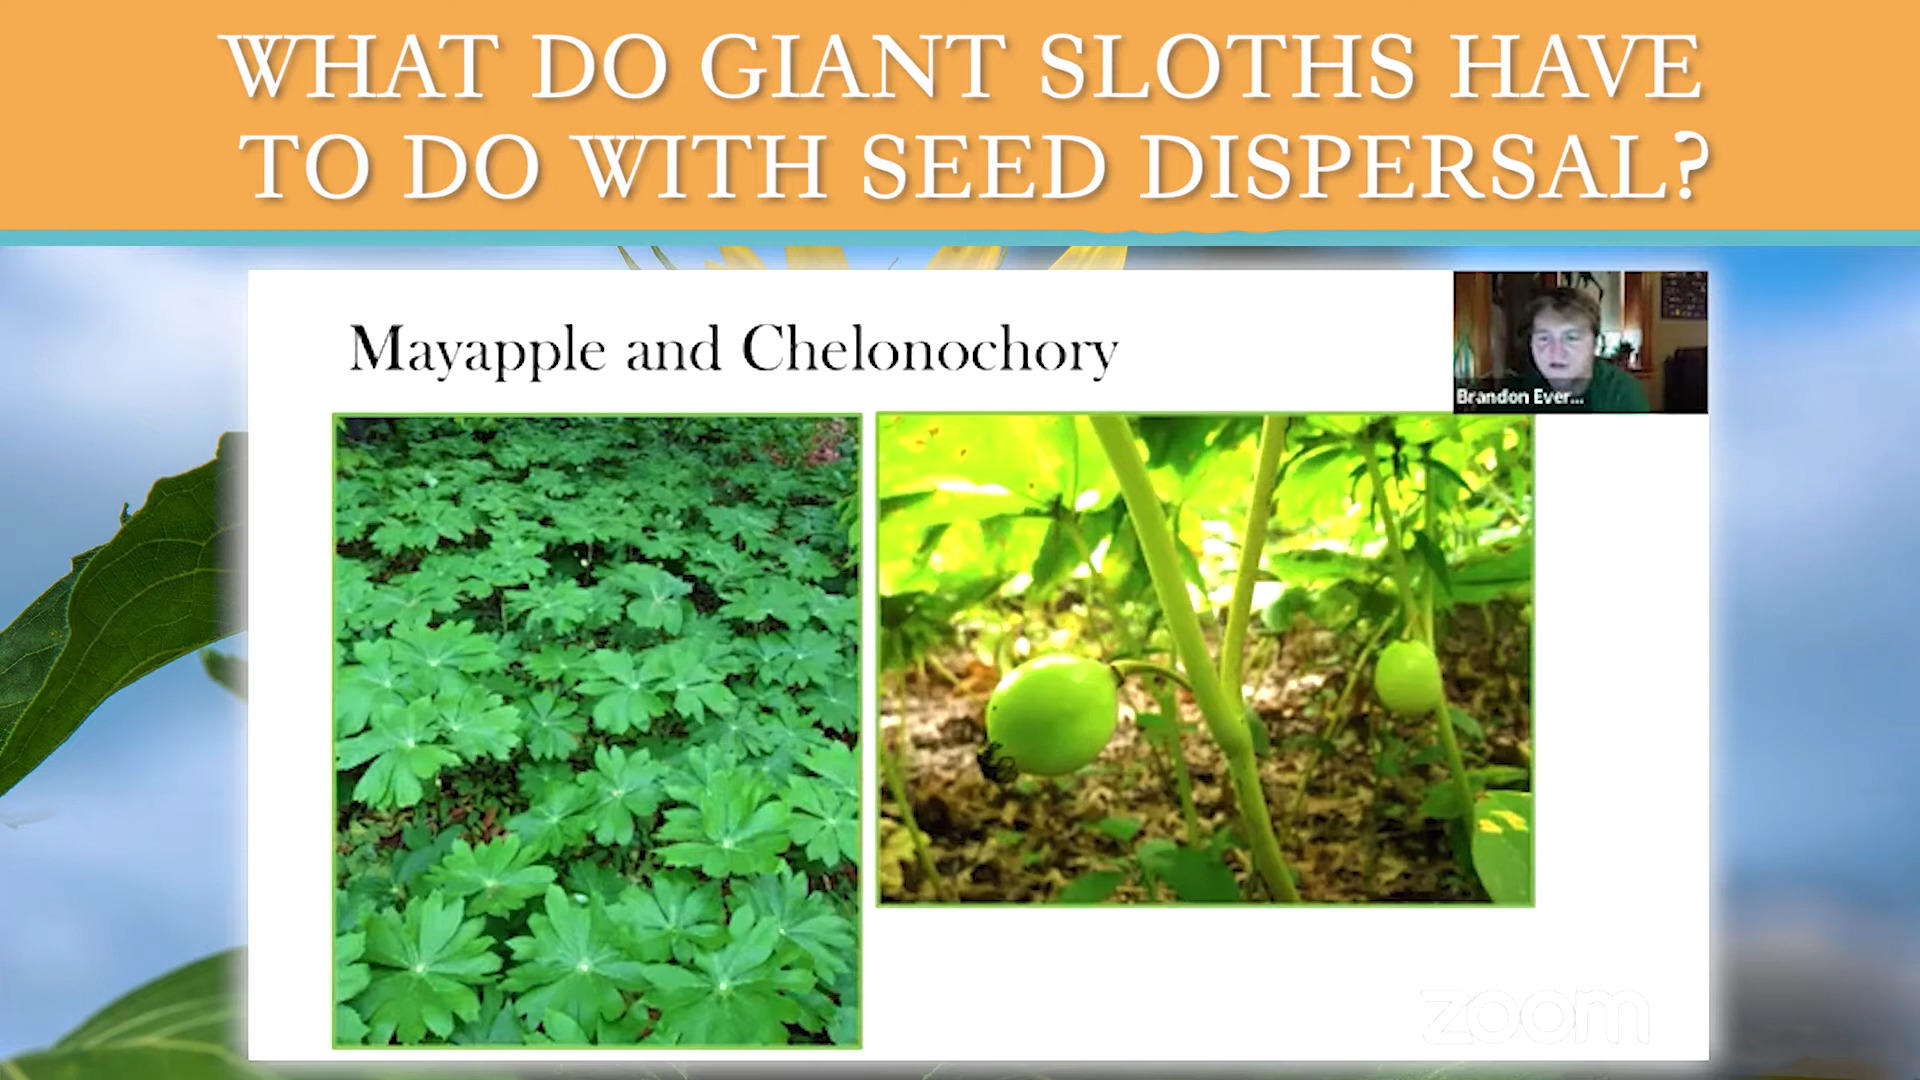 WHAT DO GIANT SLOTHS HAVE
TO DO WITH SEED DISPERSAL?
Mayapple and Chelonochory
Brandon Ever...
zoom